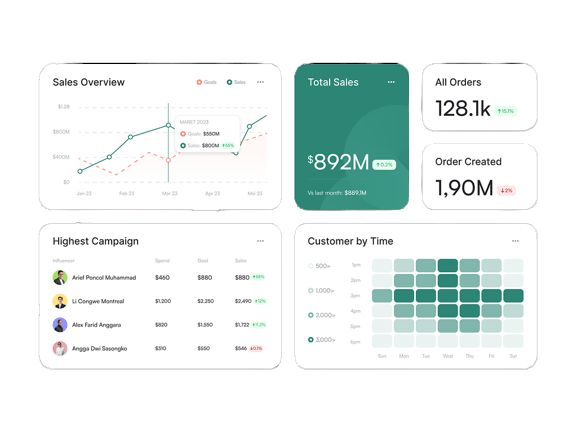 Sales Overview
Goals Sales
$1.2B
$800M
$400M
$0
MARET 2023
Goals: $550M
Sales: $800M 55%
Jan 23 Feb 23 Mar 23 Apr 23 Mei 23
Total Sales
$892M 0.2%
Vs last month: $889,1M
All Orders
128.1k 15.1%
Order Created
1,90M 2%
Highest Campaign
Influencer Spend Goal Sales
Arief Poncol Muhammad $460 $880 $880
Li Congwe Montreal $1,200 $2,250 $2,490 12%
Alex Farid Anggara $820 $1,550 $1,722 11.2%
Angga Dwi Sasongko $310 $550 $546 0.1%
Customer by Time
500>
1,000>
2,000>
3,000>
1pm
2pm
3pm
4pm
5pm
6pm
Sun Mon Tue Wed Thu Fri Sat